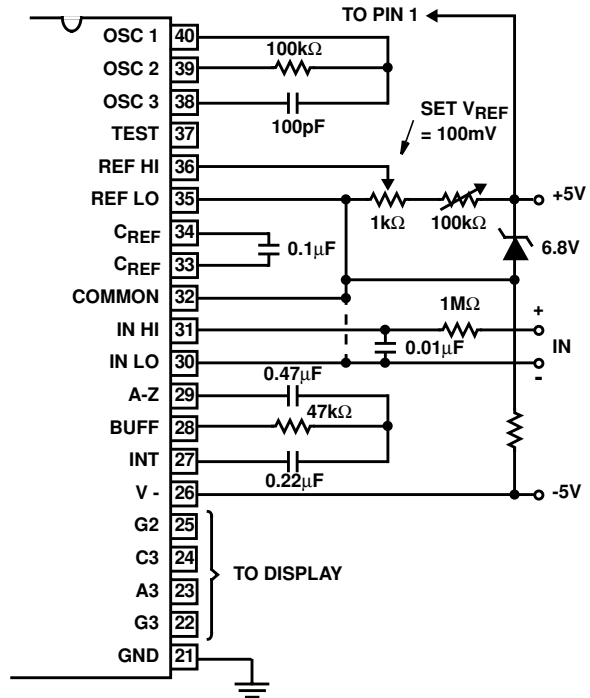 TO PIN 1
OSC 1 40
100kΩ
OSC 2 39
OSC 3 38
100pF
SET VREF
= 100mV
TEST 37
REF HI 36
REF LO 35
+5V
1kΩ 100kΩ
CREF 34
0.1µF
6.8V
CREF 33
COMMON 32
1MΩ
+
IN HI 31
0.01µF
IN
IN LO 30
-
0.47µF
A-Z 29
47kΩ
BUFF 28
INT 27
0.22µF
V - 26
-5V
G2 25
C3 24
TO DISPLAY
A3 23
G3 22
GND 21